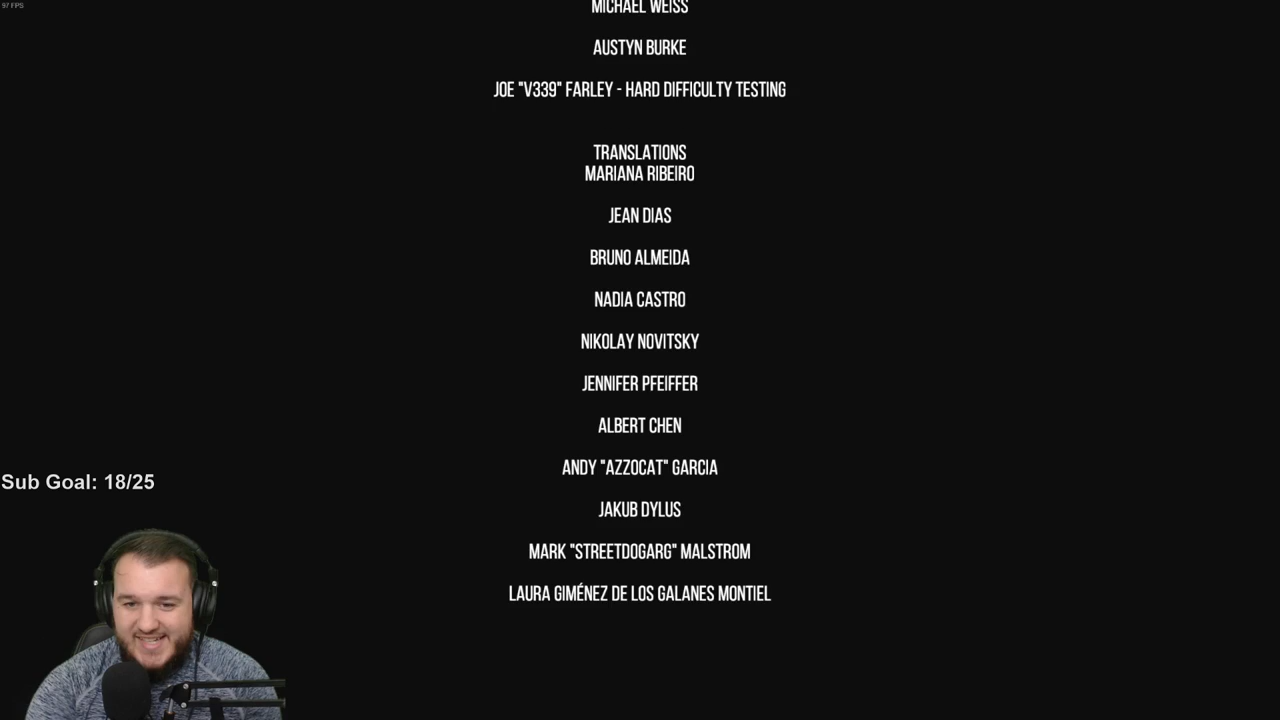 97 FPS
MICHAEL WEISS
AUSTYN BURKE
JOE "V339" FARLEY - HARD DIFFICULTY TESTING
TRANSLATIONS
MARIANA RIBEIRO
JEAN DIAS
BRUNO ALMEIDA
NADIA CASTRO
NIKOLAY NOVITSKY
JENNIFER PFEIFFER
ALBERT CHEN
ANDY "AZZOCAT" GARCIA
Sub Goal: 18/25
JAKUB DYLUS
MARK "STREETDOGARG" MALSTROM
LAURA GIMÉNEZ DE LOS GALANES MONTIEL